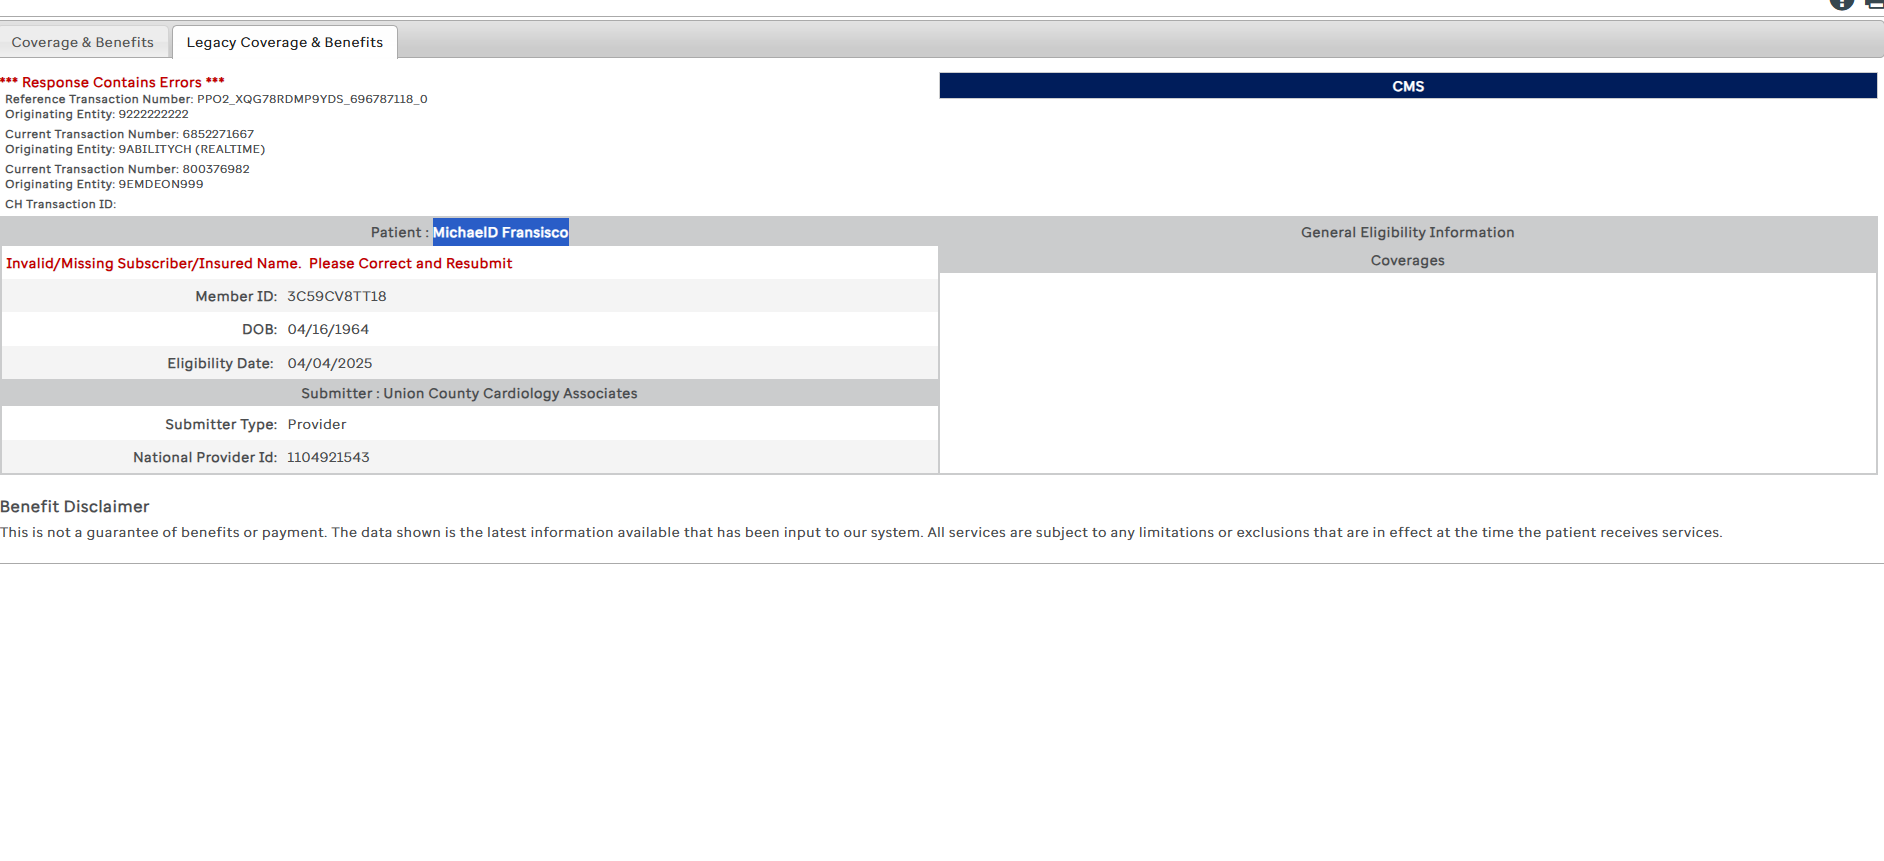 Coverage & Benefits
Legacy Coverage & Benefits
*** Response Contains Errors ***
Reference Transaction Number: PPO2_XQG78RDMP9YDS_696787118_0
Originating Entity: 9222222222
Current Transaction Number: 6852271667
Originating Entity: 9ABILITYCH (REALTIME)
Current Transaction Number: 800376982
Originating Entity: 9EMDEON999
CH Transaction ID:
Patient : MichaelD Fransisco
Invalid/Missing Subscriber/Insured Name.  Please Correct and Resubmit
Member ID: 3C59CV8TT18
DOB: 04/16/1964
Eligibility Date: 04/04/2025
Submitter : Union County Cardiology Associates
Submitter Type: Provider
National Provider Id: 1104921543
CMS
General Eligibility Information
Coverages
Benefit Disclaimer
This is not a guarantee of benefits or payment. The data shown is the latest information available that has been input to our system. All services are subject to any limitations or exclusions that are in effect at the time the patient receives services.